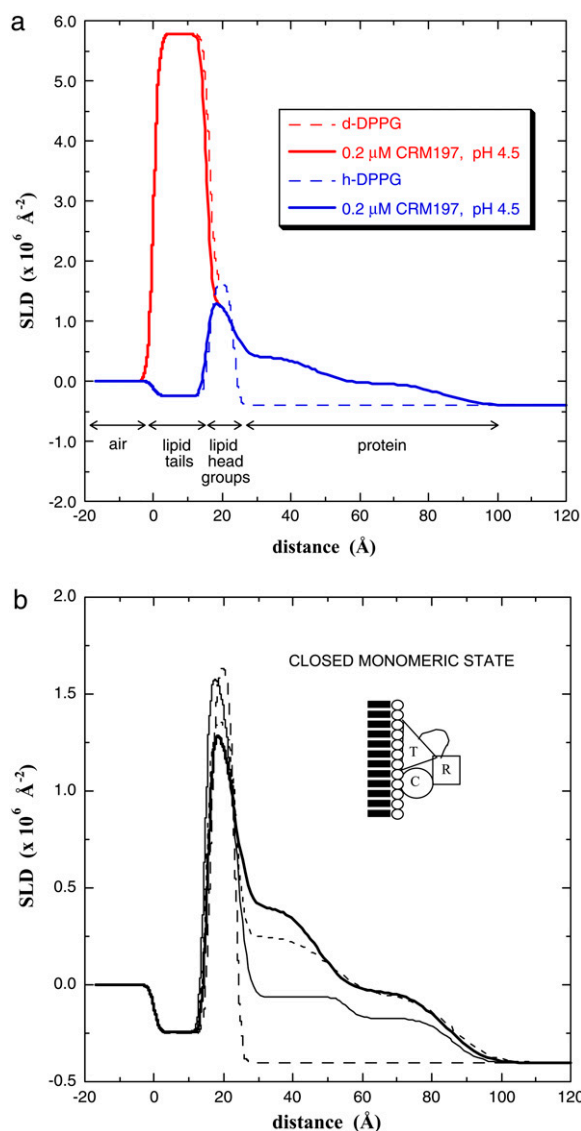 a
6.0
5.0
4.0
3.0
2.0
1.0
0.0
-1.0
-2.0
SLD (x 10⁶ Å⁻²)
d-DPPG
0.2 μM CRM197, pH 4.5
h-DPPG
0.2 μM CRM197, pH 4.5
air
lipid tails
lipid head groups
protein
-20 0 20 40 60 80 100 120
distance (Å)
b
2.0
1.5
1.0
0.5
0.0
-0.5
SLD (x 10⁶ Å⁻²)
CLOSED MONOMERIC STATE
T
R
C
-20 0 20 40 60 80 100 120
distance (Å)